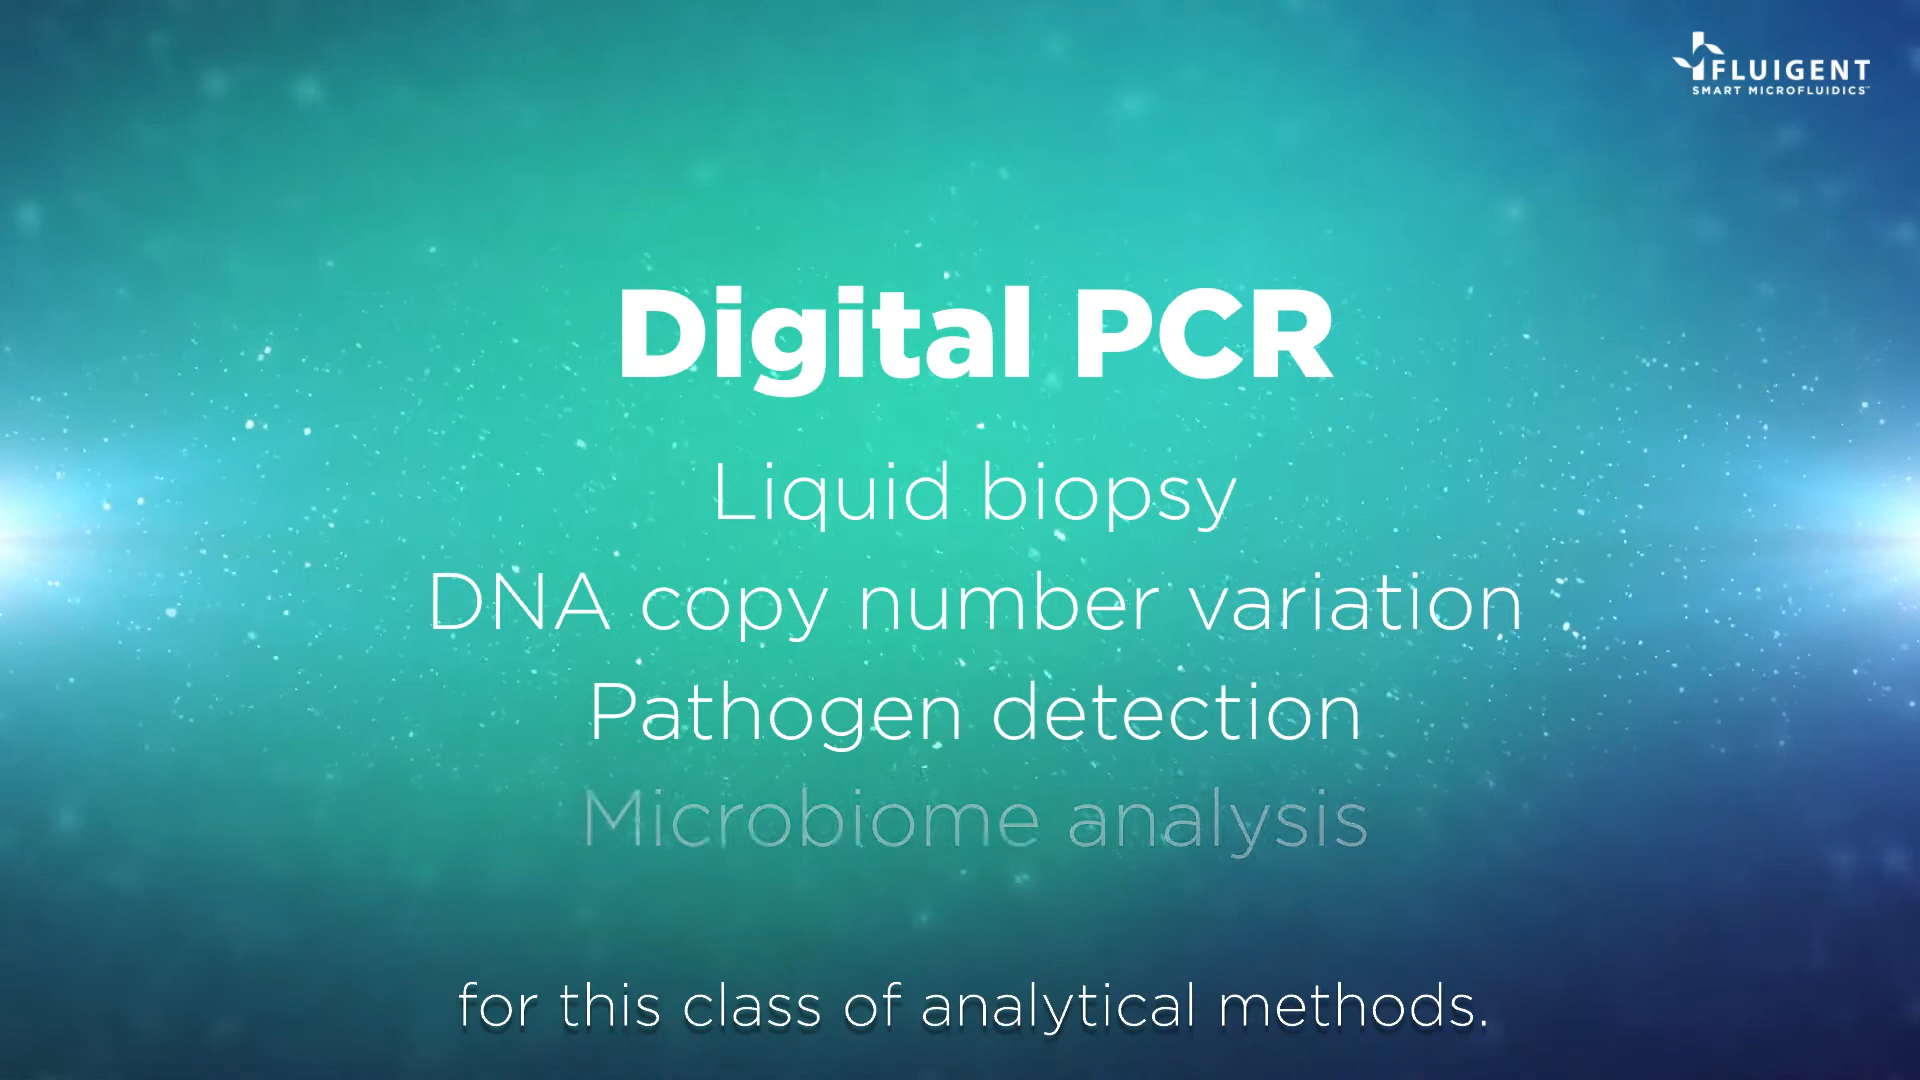 FLUIGENT
SMART MICROFLUIDICS™
Digital PCR
Liquid biopsy
DNA copy number variation
Pathogen detection
Microbiome analysis
for this class of analytical methods.